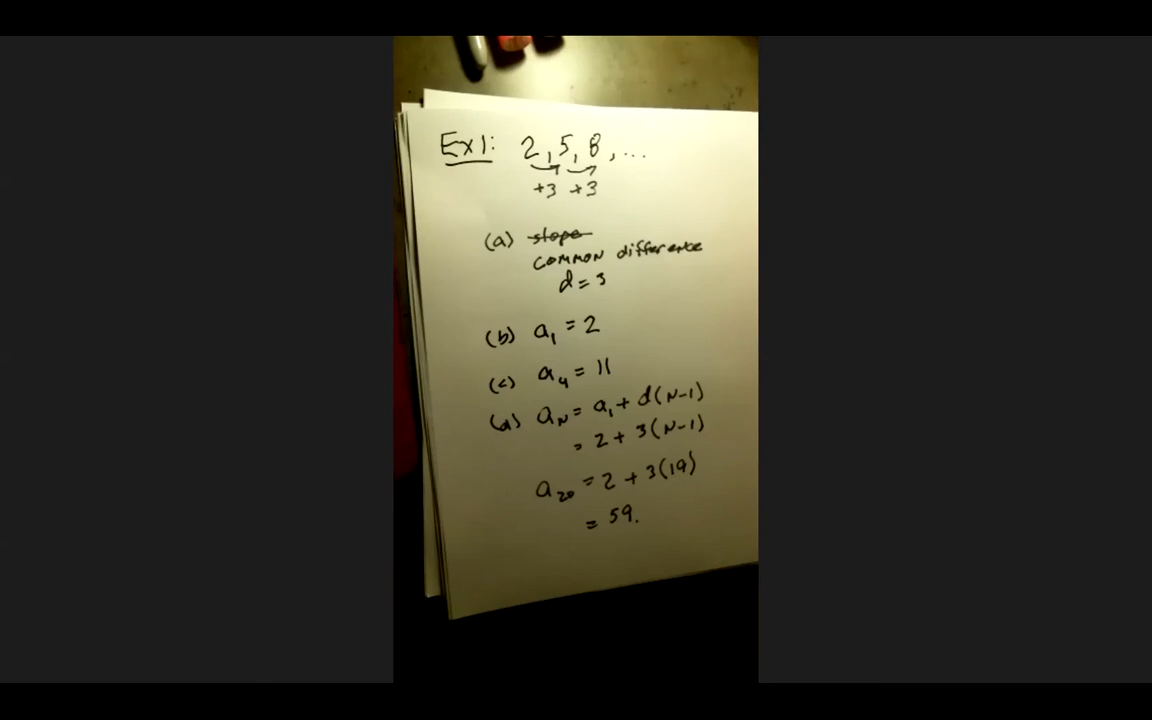 Ex1: 2, 5, 8, ...
+3 +3
(a) slope
common difference
d = 3
(b) a₁ = 2
(c) a₄ = 11
(d) aₙ = a₁ + d(N-1)
= 2 + 3(N-1)
a₂₀ = 2 + 3(19)
= 59.